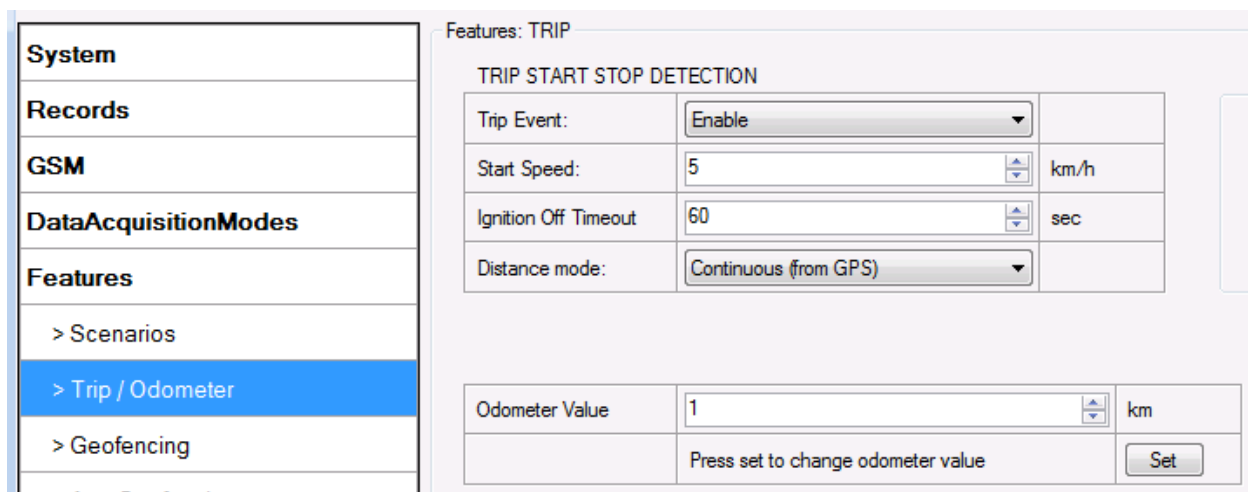 System
Records
GSM
DataAcquisitionModes
Features
> Scenarios
> Trip / Odometer
> Geofencing
Features: TRIP
TRIP START STOP DETECTION
Trip Event: Enable
Start Speed: 5 km/h
Ignition Off Timeout 60 sec
Distance mode: Continuous (from GPS)
Odometer Value 1 km
Press set to change odometer value Set